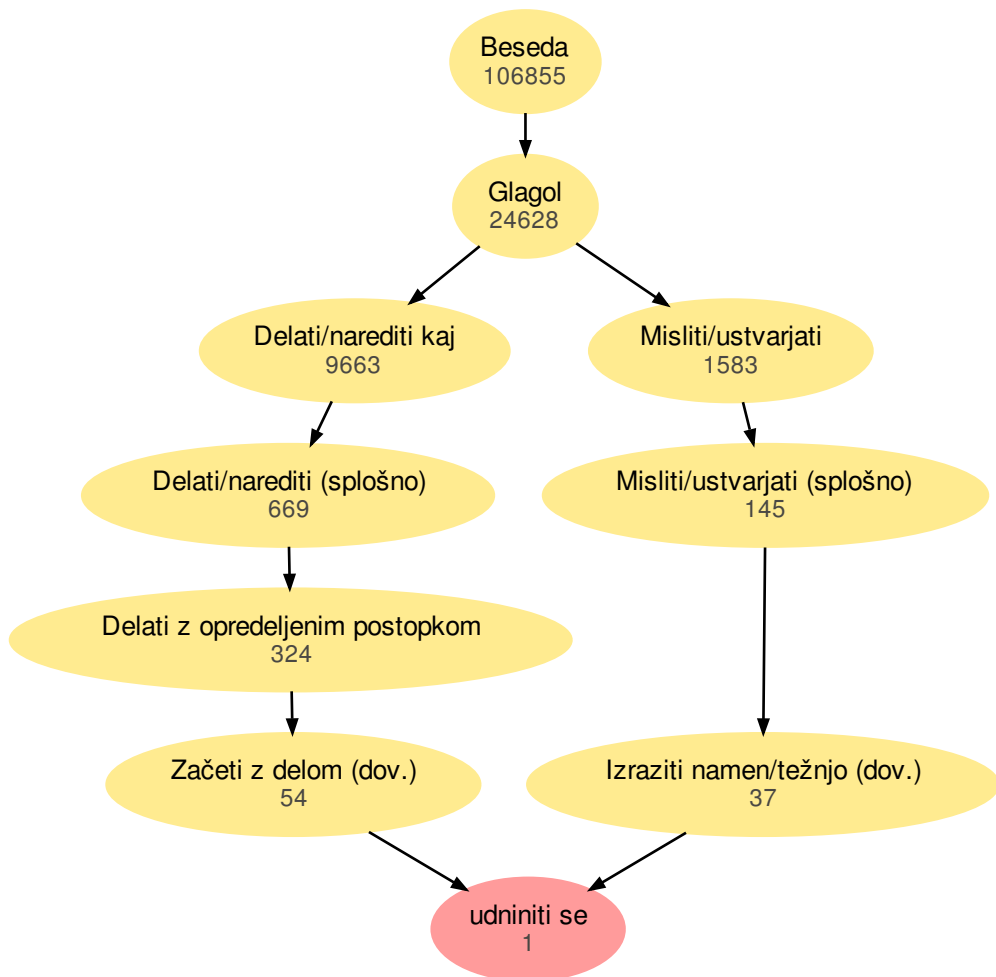 Beseda
106855
Glagol
24628
Delati/narediti kaj
9663
Misliti/ustvarjati
1583
Delati/narediti (splošno)
669
Misliti/ustvarjati (splošno)
145
Delati z opredeljenim postopkom
324
Začeti z delom (dov.)
54
Izraziti namen/težnjo (dov.)
37
udniniti se
1